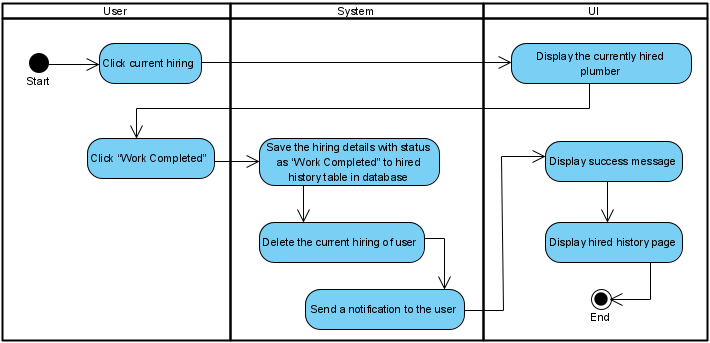 User
System
UI
Start
Click current hiring
Display the currently hired
plumber
Click “Work Completed”
Save the hiring details with status
as “Work Completed” to hired
history table in database
Delete the current hiring of user
Send a notification to the user
Display success message
Display hired history page
End